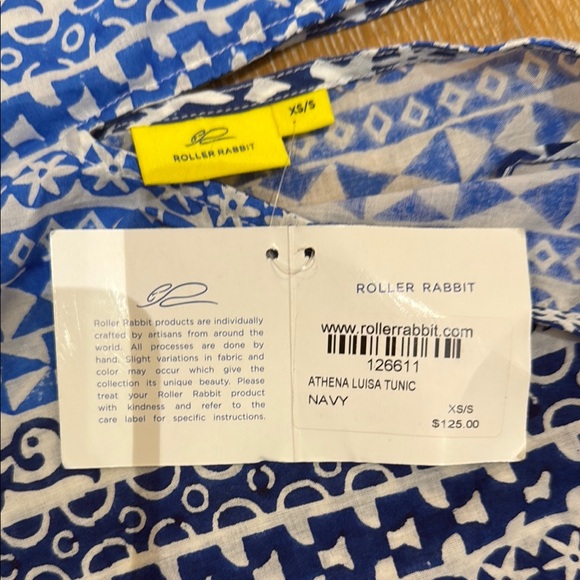 XS/S
ROLLER RABBIT
Roller Rabbit products are individually
crafted by artisans from around the
world. All processes are done by
hand. Slight variations in fabric and
color may occur which give the
collection its unique beauty. Please
treat your Roller Rabbit product
with kindness and refer to the
care label for specific instructions.
ROLLER RABBIT
www.rollerrabbit.com
126611
ATHENA LUISA TUNIC
NAVY
XS/S
$125.00